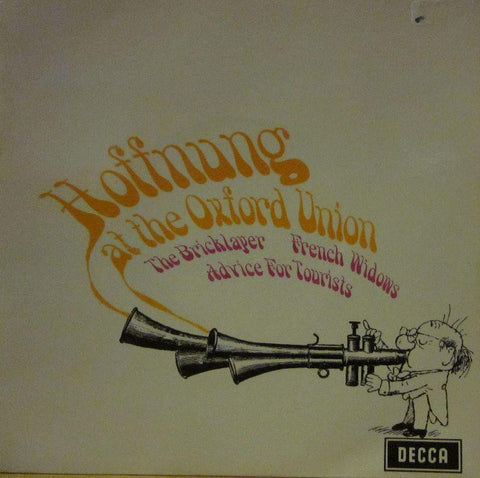 Hoffnung
at the Oxford Union
The Bricklayer French Widows
Advice For Tourists
DECCA